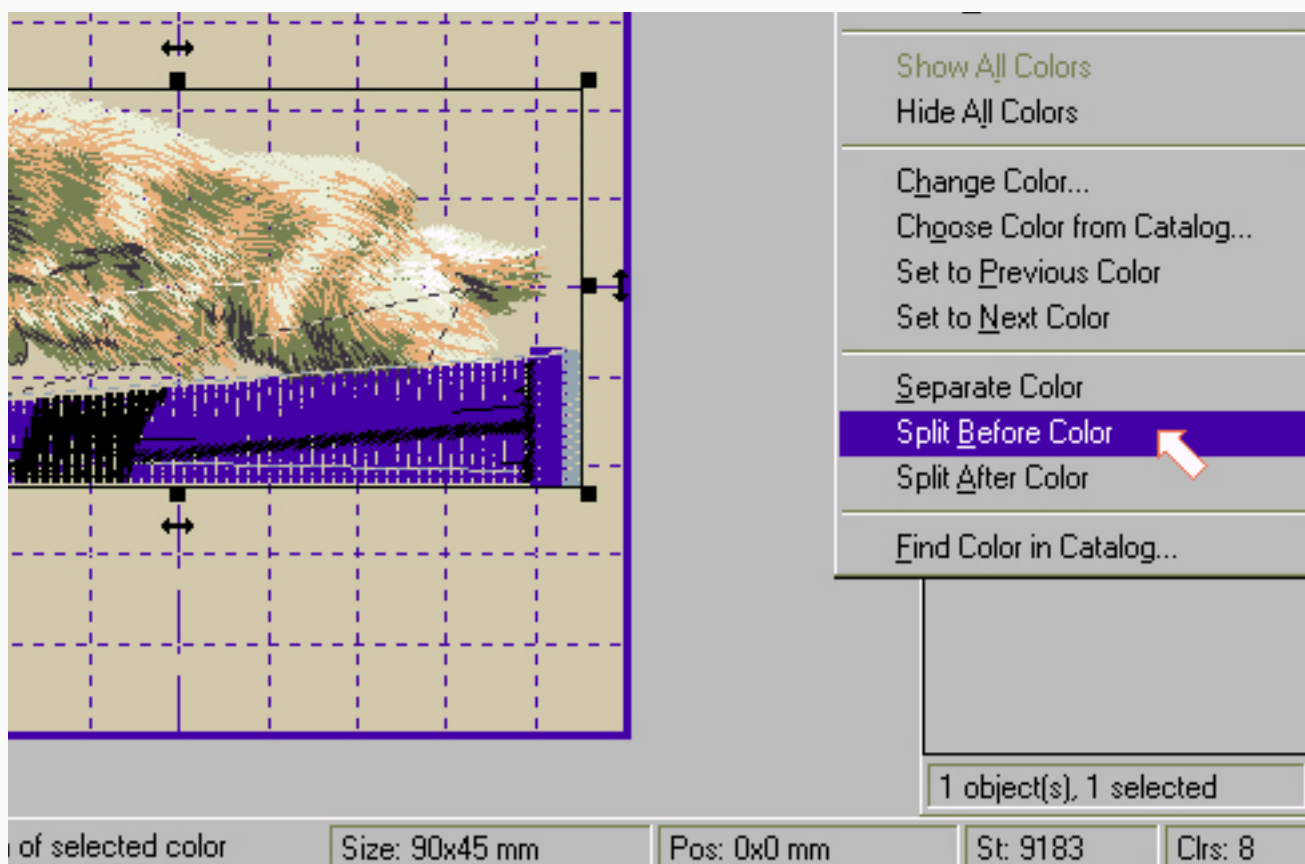 Show All Colors
Hide All Colors
Change Color...
Choose Color from Catalog...
Set to Previous Color
Set to Next Color
Separate Color
Split Before Color
Split After Color
Find Color in Catalog...
1 object(s), 1 selected
of selected color
Size: 90x45 mm
Pos: 0x0 mm
St: 9183
Clrs: 8